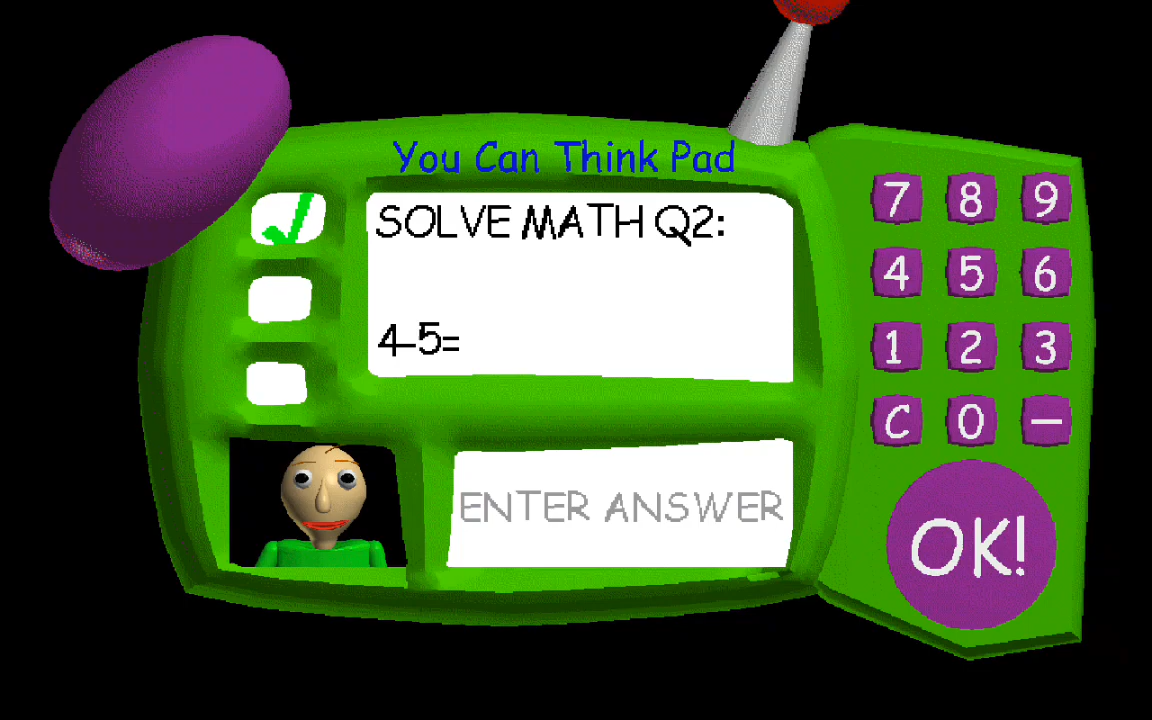 You Can Think Pad
SOLVE MATH Q2:
4-5=
ENTER ANSWER
7 8 9
4 5 6
1 2 3
C 0 -
OK!